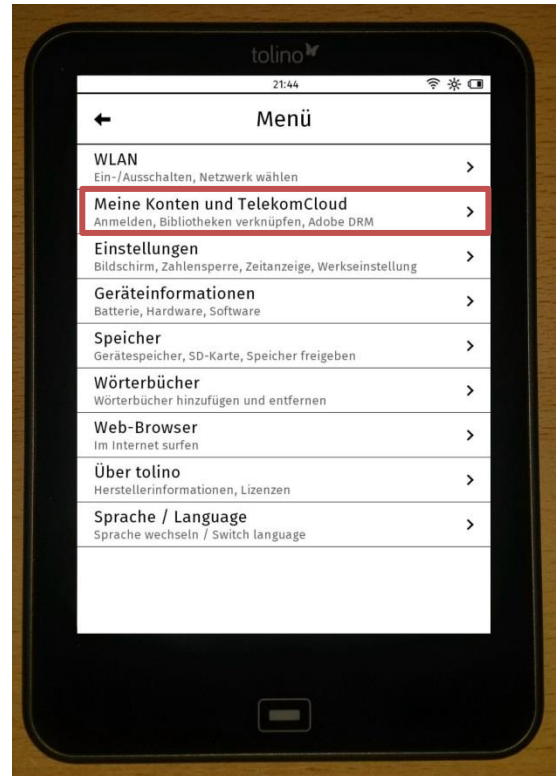 tolino
21:44
Menü
WLAN
Ein-/Ausschalten, Netzwerk wählen
Meine Konten und TelekomCloud
Anmelden, Bibliotheken verknüpfen, Adobe DRM
Einstellungen
Bildschirm, Zahlensperre, Zeitanzeige, Werkseinstellung
Geräteinformationen
Batterie, Hardware, Software
Speicher
Gerätespeicher, SD-Karte, Speicher freigeben
Wörterbücher
Wörterbücher hinzufügen und entfernen
Web-Browser
Im Internet surfen
Über tolino
Herstellerinformationen, Lizenzen
Sprache / Language
Sprache wechseln / Switch language